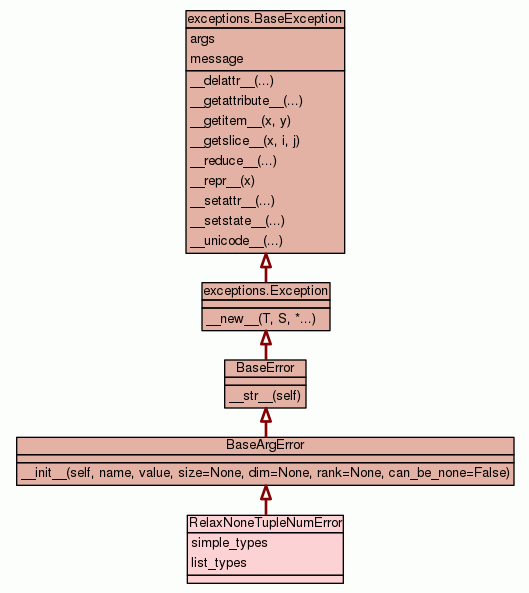 exceptions.BaseException
args
message
__delattr__(...)
__getattribute__(...)
__getitem__(x, y)
__getslice__(x, i, j)
__reduce__(...)
__repr__(x)
__setattr__(...)
__setstate__(...)
__unicode__(...)
exceptions.Exception
__new__(T, S, *...)
BaseError
__str__(self)
BaseArgError
__init__(self, name, value, size=None, dim=None, rank=None, can_be_none=False)
RelaxNoneTupleNumError
simple_types
list_types